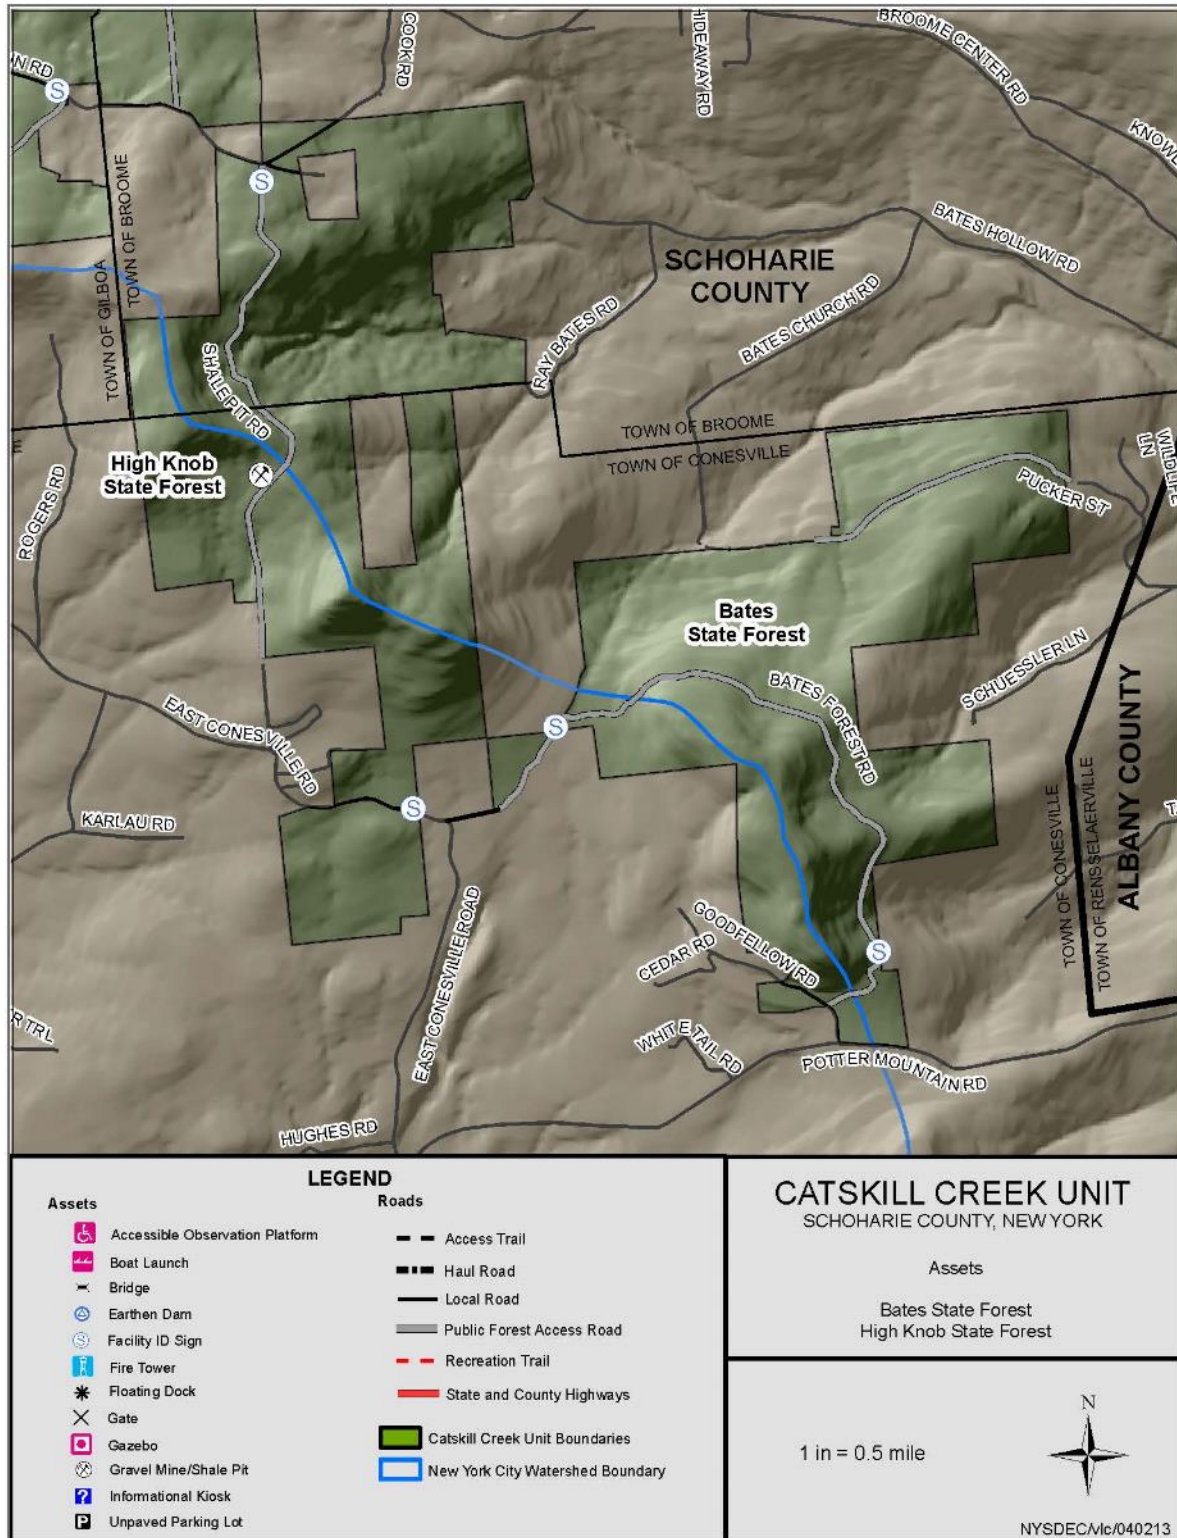 N RD
COOK RD
HIDEAWAY RD
BROOME CENTER RD
KNOWL
TOWN OF GILBOA
TOWN OF BROOME
SCHOHARIE
COUNTY
BATES HOLLOW RD
RAY BATES RD
BATES CHURCH RD
SHALE PIT RD
TOWN OF BROOME
TOWN OF CONESVILLE
WILDLIFE
LN
E
High Knob
State Forest
ROGERS RD
PUCKER ST
Bates
State Forest
SCHUESSLER LN
EAST CONESVILLE RD
BATES FOREST RD
KARLAU RD
TOWN OF CONESVILLE
TOWN OF RENSSELAERVILLE
ALBANY COUNTY
T
EAST CONESVILLE ROAD
CEDAR RD
GOODFELLOW RD
R TRL
WHITE TAIL RD
POTTER MOUNTAIN RD
HUGHES RD
S
S
S
S
S
S
LEGEND
Assets
Accessible Observation Platform
Boat Launch
Bridge
Earthen Dam
S Facility ID Sign
Fire Tower
Floating Dock
Gate
Gazebo
Gravel Mine/Shale Pit
? Informational Kiosk
P Unpaved Parking Lot
Roads
Access Trail
Haul Road
Local Road
Public Forest Access Road
Recreation Trail
State and County Highways
Catskill Creek Unit Boundaries
New York City Watershed Boundary
CATSKILL CREEK UNIT
SCHOHARIE COUNTY, NEW YORK
Assets
Bates State Forest
High Knob State Forest
1 in = 0.5 mile
N
NYSDEC/vlc/040213